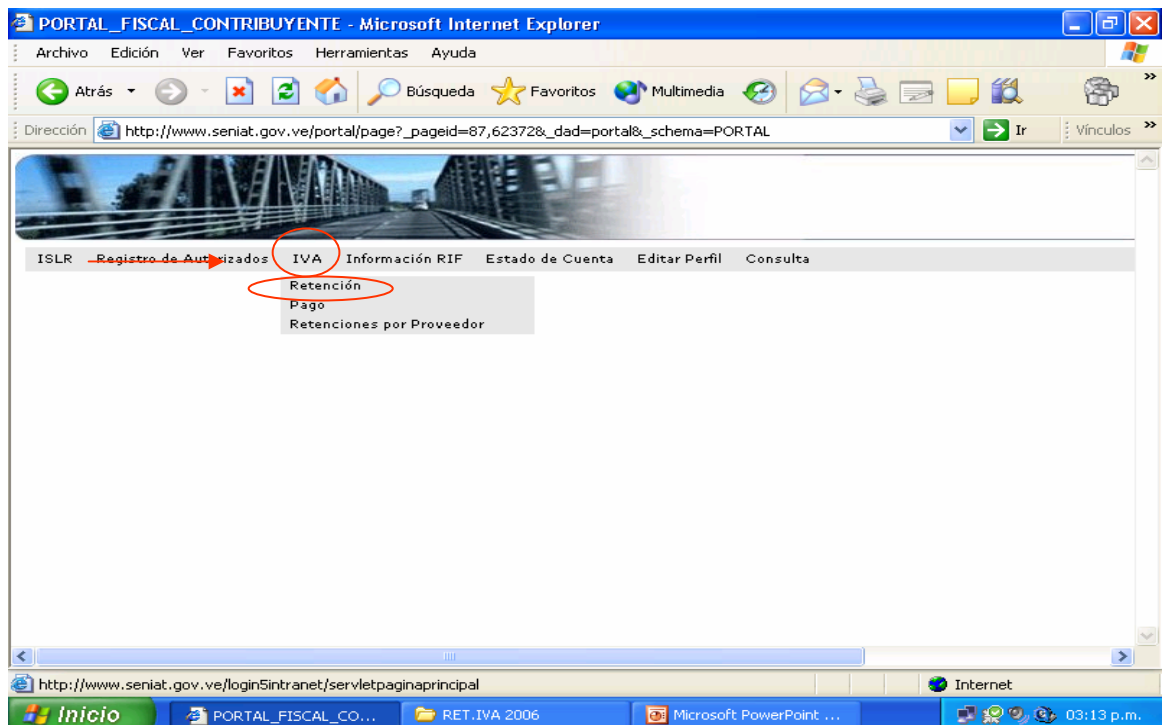 PORTAL_FISCAL_CONTRIBUYENTE - Microsoft Internet Explorer
Archivo Edición Ver Favoritos Herramientas Ayuda
Atrás Búsqueda Favoritos Multimedia »
Dirección http://www.seniat.gov.ve/portal/page?_pageid=87,62372&_dad=portal&_schema=PORTAL Ir Vínculos »
ISLR Registro de Autorizados IVA Información RIF Estado de Cuenta Editar Perfil Consulta
Retención
Pago
Retenciones por Proveedor
http://www.seniat.gov.ve/login5intranet/servletpaginaprincipal Internet
Inicio PORTAL_FISCAL_CO... RET.IVA 2006 Microsoft PowerPoint ... 03:13 p.m.